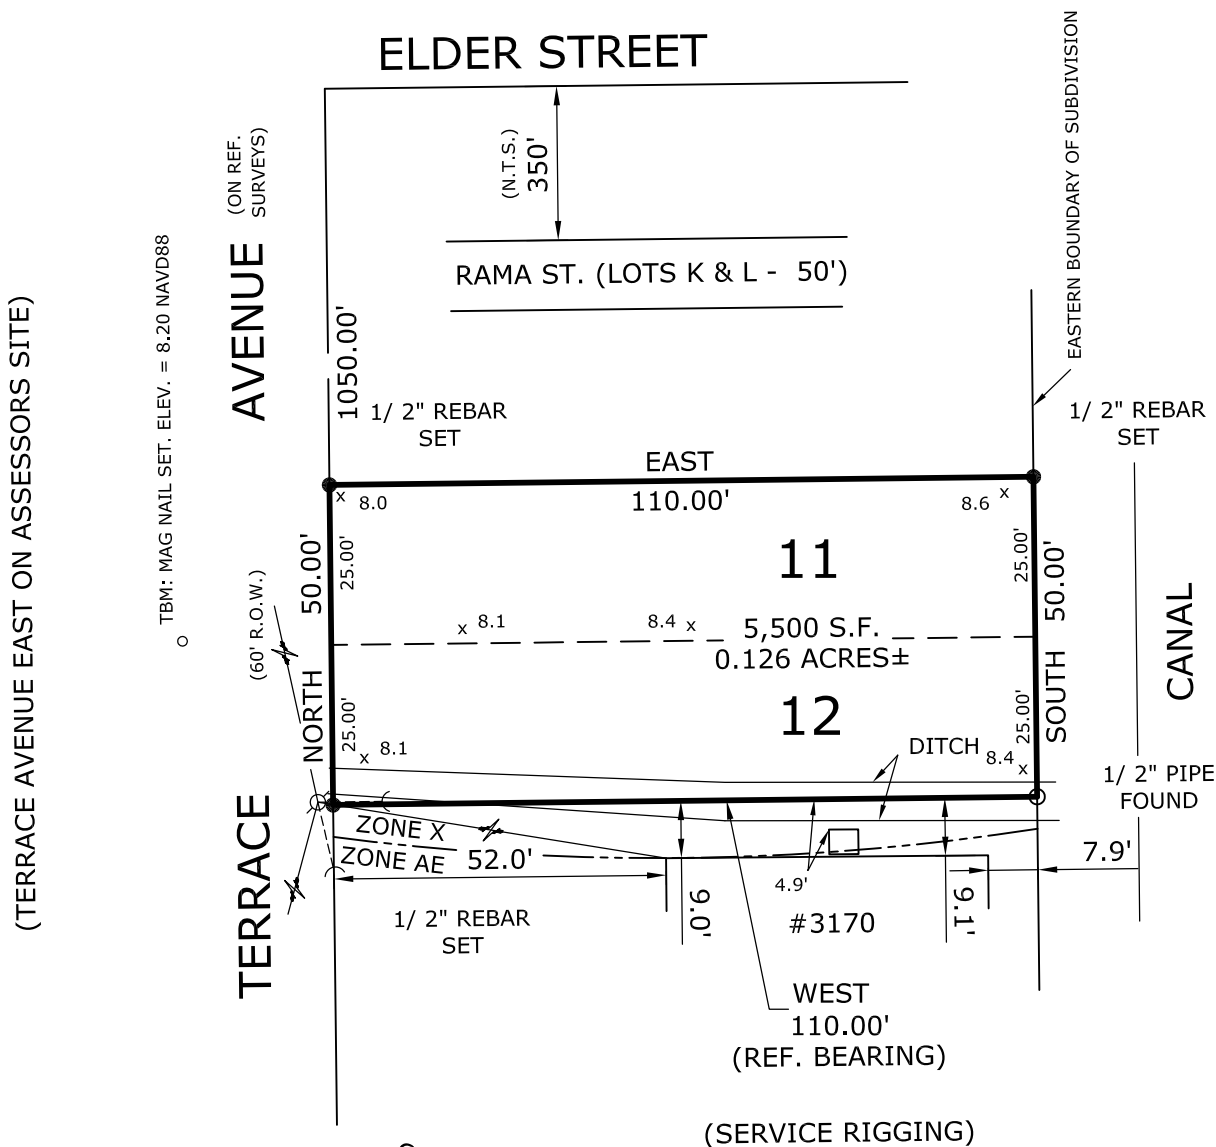 ELDER STREET
(N.T.S.)
350'
RAMA ST. (LOTS K & L - 50')
EASTERN BOUNDARY OF SUBDIVISION
(ON REF.
SURVEYS)
TERRACE AVENUE
(TERRACE AVENUE EAST ON ASSESSORS SITE)
TBM: MAG NAIL SET. ELEV. = 8.20 NAVD88
1050.00'
1/ 2" REBAR
SET
1/ 2" REBAR
SET
EAST
110.00'
x 8.0
8.6 x
NORTH 50.00'
25.00'
25.00'
(60' R.O.W.)
11
25.00'
25.00'
SOUTH 50.00'
x 8.1
8.4 x
5,500 S.F.
0.126 ACRES±
12
CANAL
x 8.1
DITCH
8.4 x
1/ 2" PIPE
FOUND
ZONE X
ZONE AE
52.0'
7.9'
4.9'
9.0'
9.1'
#3170
1/ 2" REBAR
SET
WEST
110.00'
(REF. BEARING)
(SERVICE RIGGING)